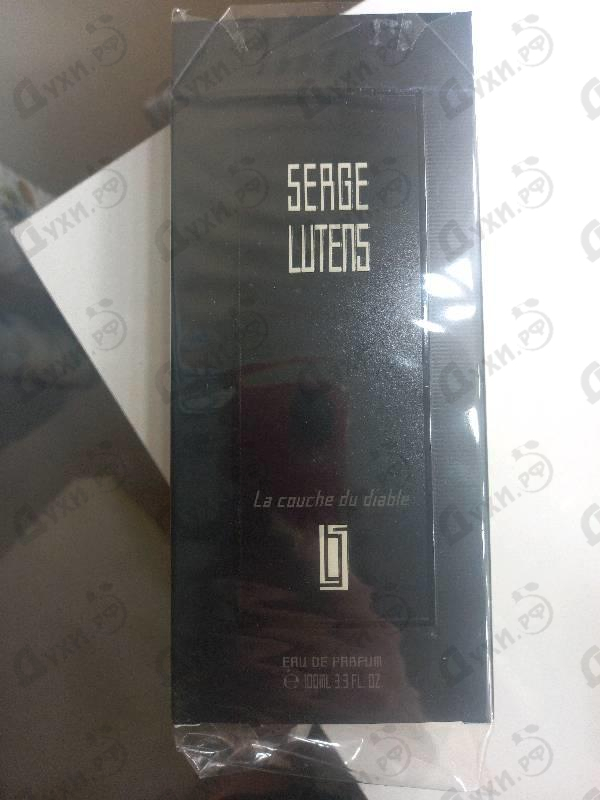 SERGE
LUTENS
La couche du diable
EAU DE PARFUM
℮ 100ML 3.3 FL. OZ
Духи.РФ